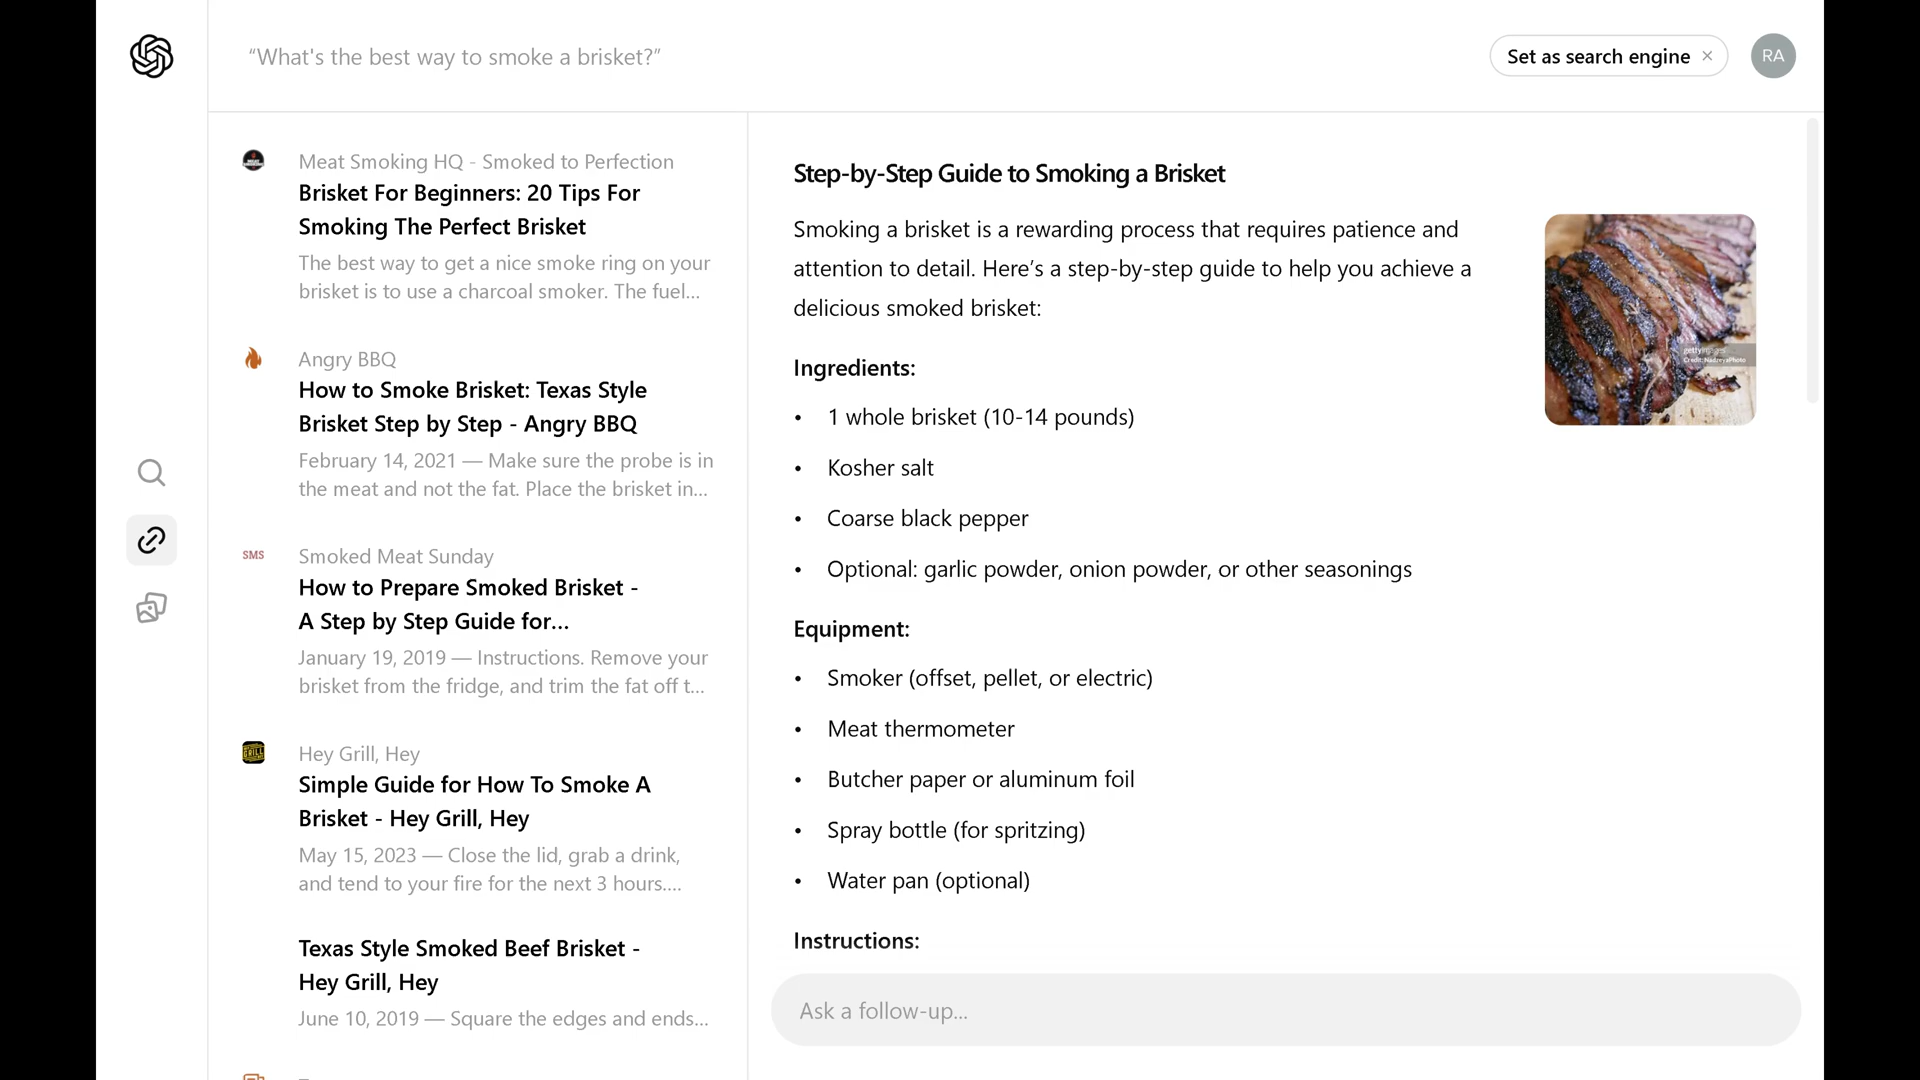 “What's the best way to smoke a brisket?”
Set as search engine ×
RA
Meat Smoking HQ - Smoked to Perfection
Brisket For Beginners: 20 Tips For
Smoking The Perfect Brisket
The best way to get a nice smoke ring on your
brisket is to use a charcoal smoker. The fuel...
Angry BBQ
How to Smoke Brisket: Texas Style
Brisket Step by Step - Angry BBQ
February 14, 2021 — Make sure the probe is in
the meat and not the fat. Place the brisket in...
SMS
Smoked Meat Sunday
How to Prepare Smoked Brisket -
A Step by Step Guide for...
January 19, 2019 — Instructions. Remove your
brisket from the fridge, and trim the fat off t...
GRILL
Hey Grill, Hey
Simple Guide for How To Smoke A
Brisket - Hey Grill, Hey
May 15, 2023 — Close the lid, grab a drink,
and tend to your fire for the next 3 hours....
Texas Style Smoked Beef Brisket -
Hey Grill, Hey
June 10, 2019 — Square the edges and ends...
Step-by-Step Guide to Smoking a Brisket
Smoking a brisket is a rewarding process that requires patience and
attention to detail. Here’s a step-by-step guide to help you achieve a
delicious smoked brisket:
gettyimages
Credit: NadreyaPhoto
Ingredients:
• 1 whole brisket (10-14 pounds)
• Kosher salt
• Coarse black pepper
• Optional: garlic powder, onion powder, or other seasonings
Equipment:
• Smoker (offset, pellet, or electric)
• Meat thermometer
• Butcher paper or aluminum foil
• Spray bottle (for spritzing)
• Water pan (optional)
Instructions:
Ask a follow-up...